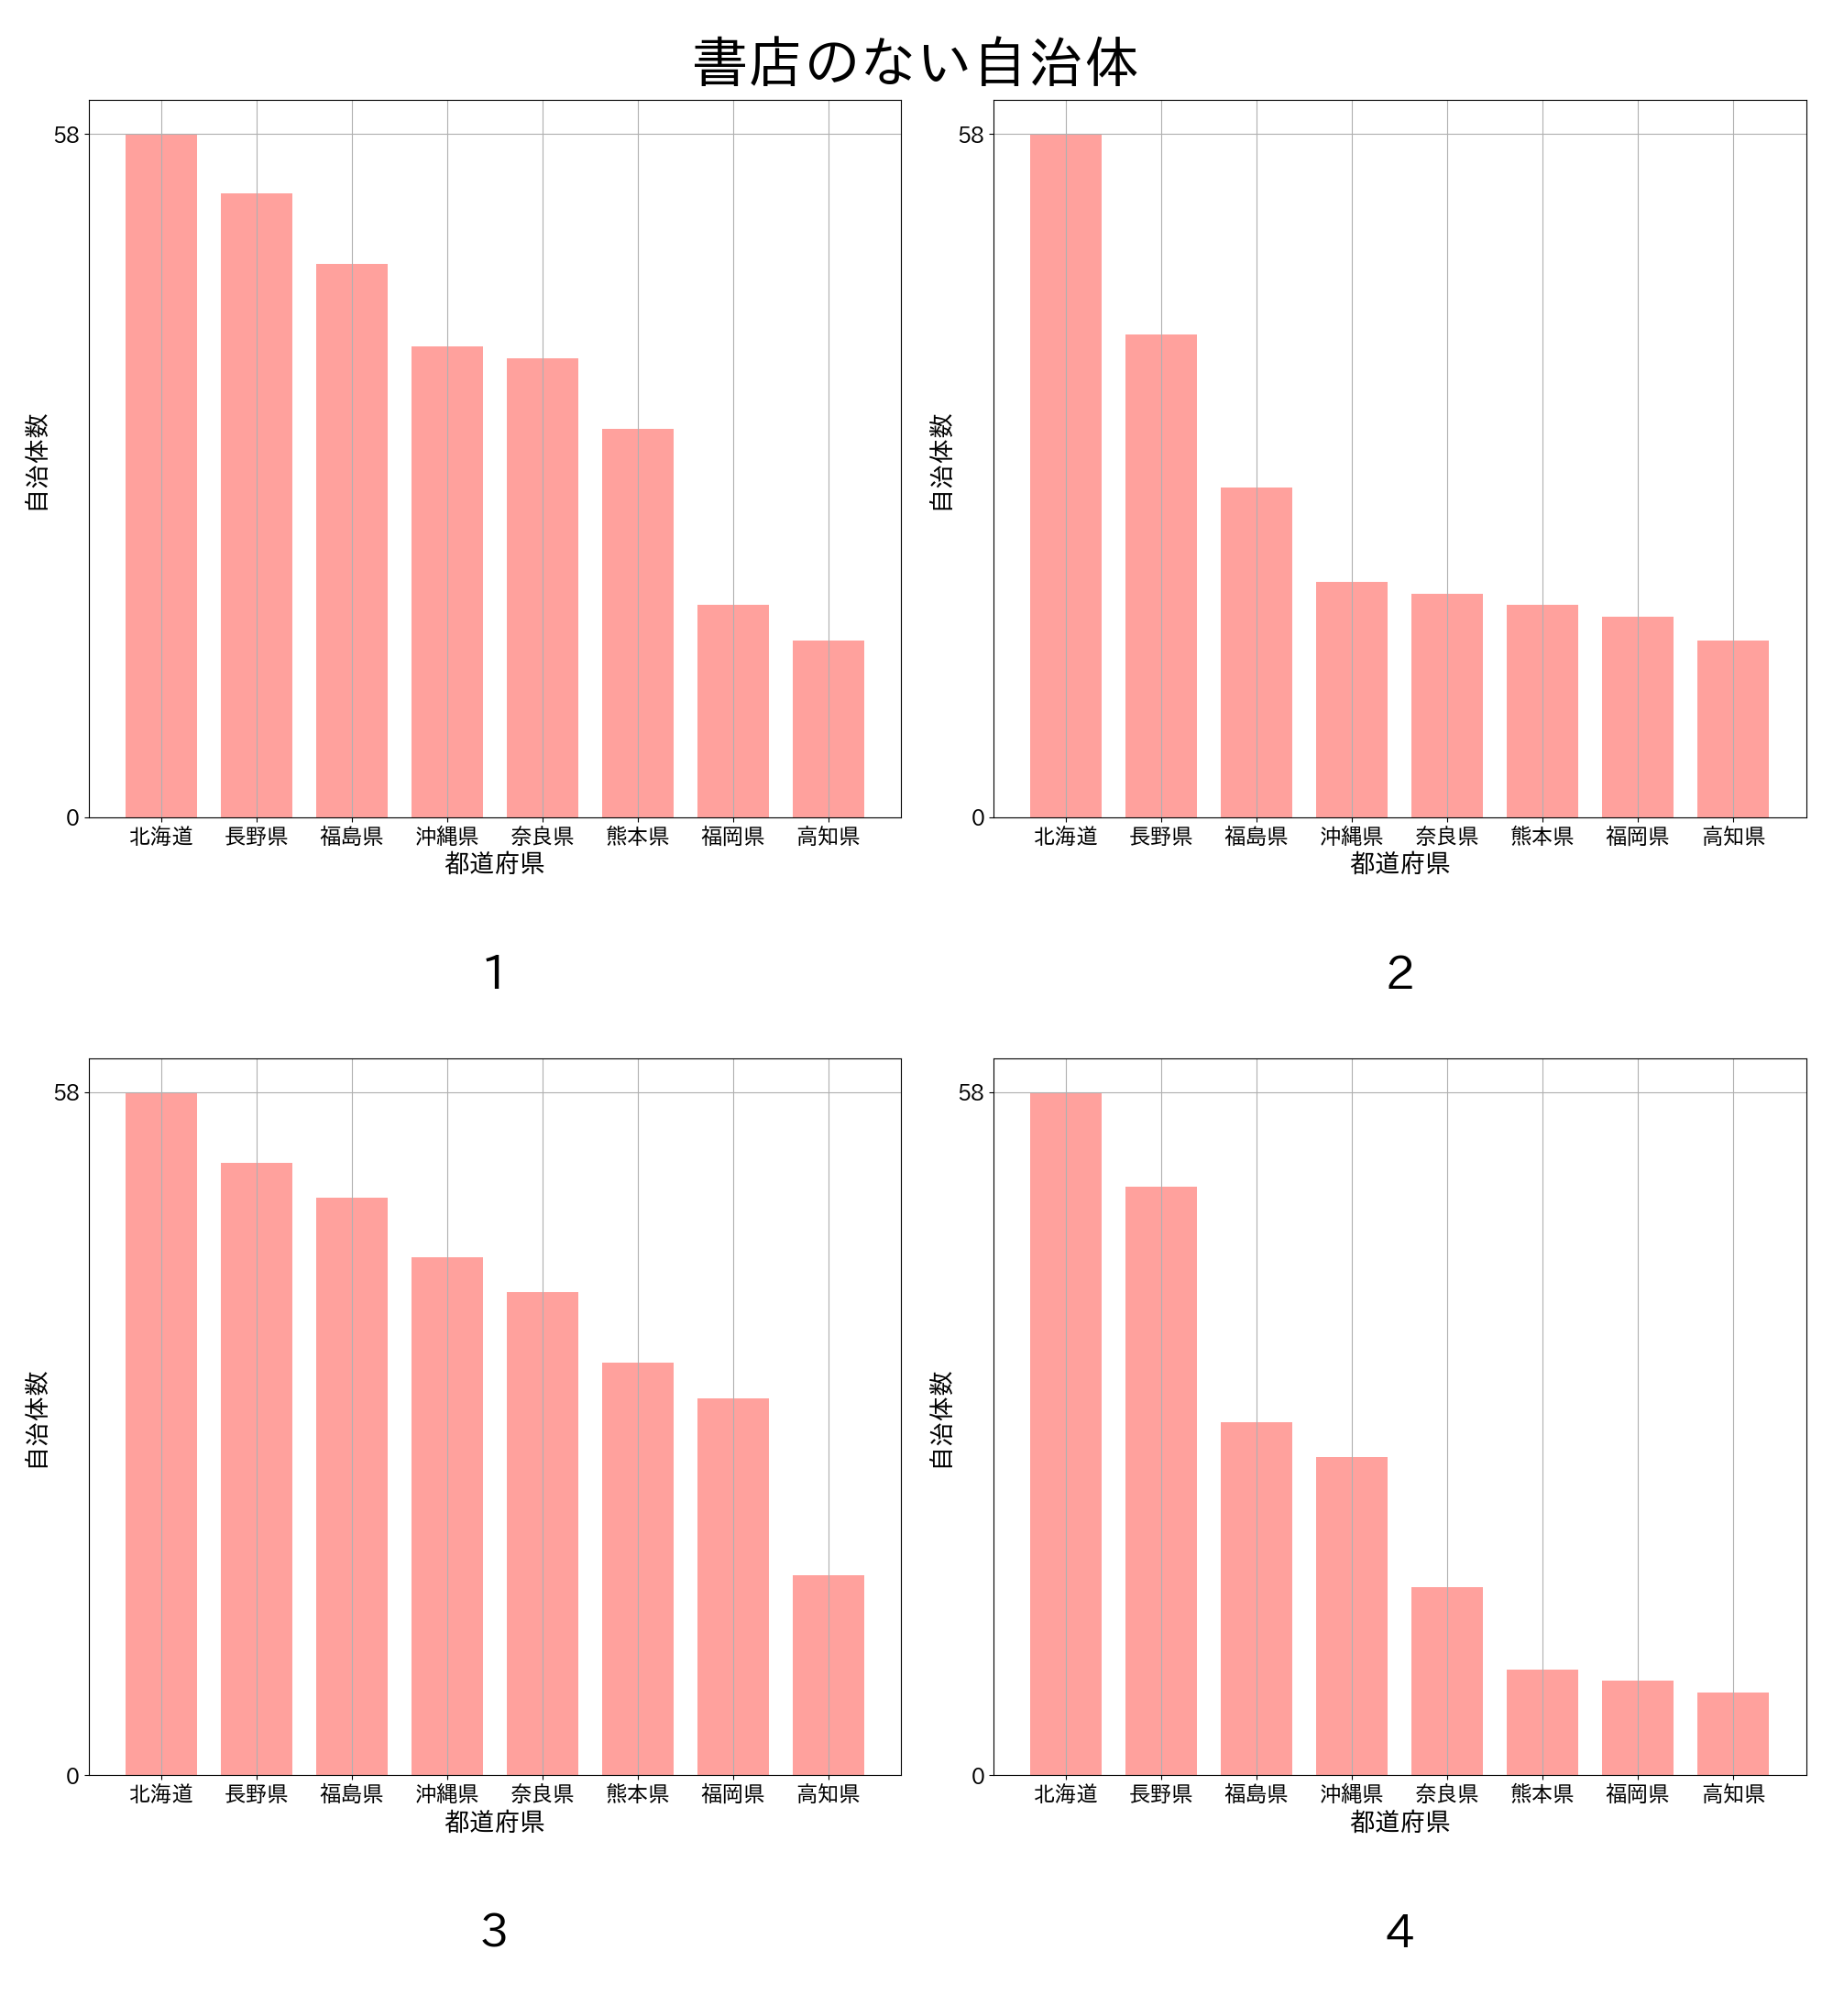 書店のない自治体
58
0
自治体数
北海道 長野県 福島県 沖縄県 奈良県 熊本県 福岡県 高知県
都道府県
1
58
0
自治体数
北海道 長野県 福島県 沖縄県 奈良県 熊本県 福岡県 高知県
都道府県
2
58
0
自治体数
北海道 長野県 福島県 沖縄県 奈良県 熊本県 福岡県 高知県
都道府県
3
58
0
自治体数
北海道 長野県 福島県 沖縄県 奈良県 熊本県 福岡県 高知県
都道府県
4